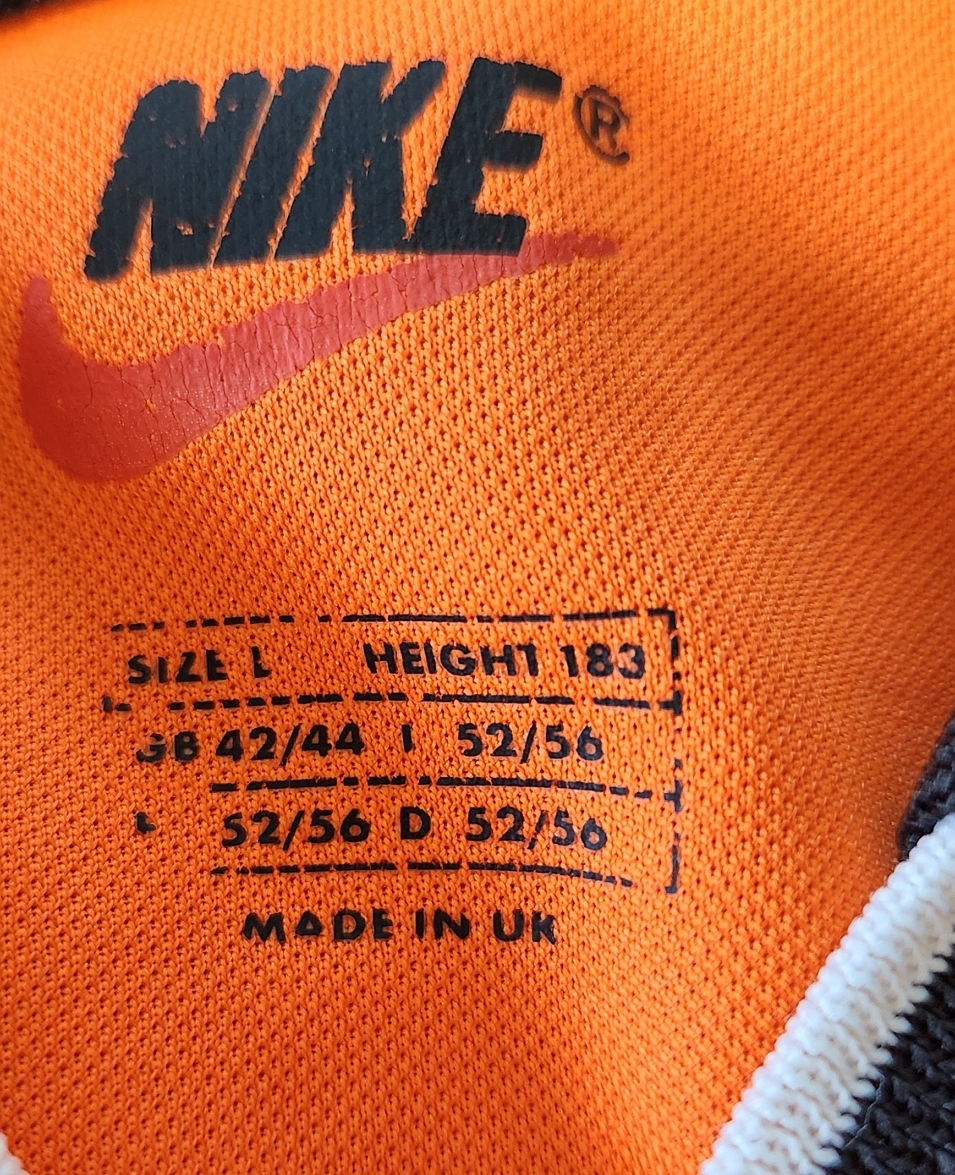 NIKE®
SIZE L HEIGHT 183
GB 42/44 I 52/56
52/56 D 52/56
MADE IN UK